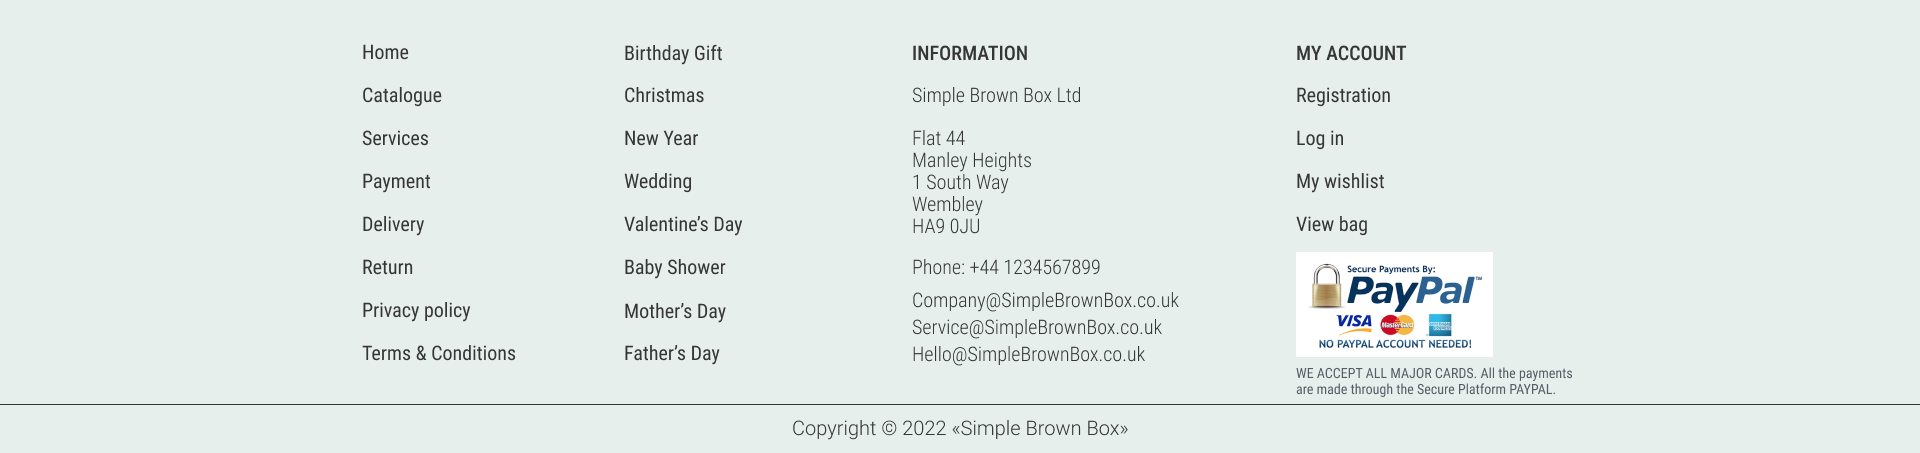 Home
Catalogue
Services
Payment
Delivery
Return
Privacy policy
Terms & Conditions
Birthday Gift
Christmas
New Year
Wedding
Valentine’s Day
Baby Shower
Mother’s Day
Father’s Day
INFORMATION
Simple Brown Box Ltd
Flat 44
Manley Heights
1 South Way
Wembley
HA9 0JU
Phone: +44 1234567899
Company@SimpleBrownBox.co.uk
Service@SimpleBrownBox.co.uk
Hello@SimpleBrownBox.co.uk
MY ACCOUNT
Registration
Log in
My wishlist
View bag
Secure Payments By:
PayPal™
VISA MasterCard
NO PAYPAL ACCOUNT NEEDED!
WE ACCEPT ALL MAJOR CARDS. All the payments
are made through the Secure Platform PAYPAL.
Copyright © 2022 «Simple Brown Box»